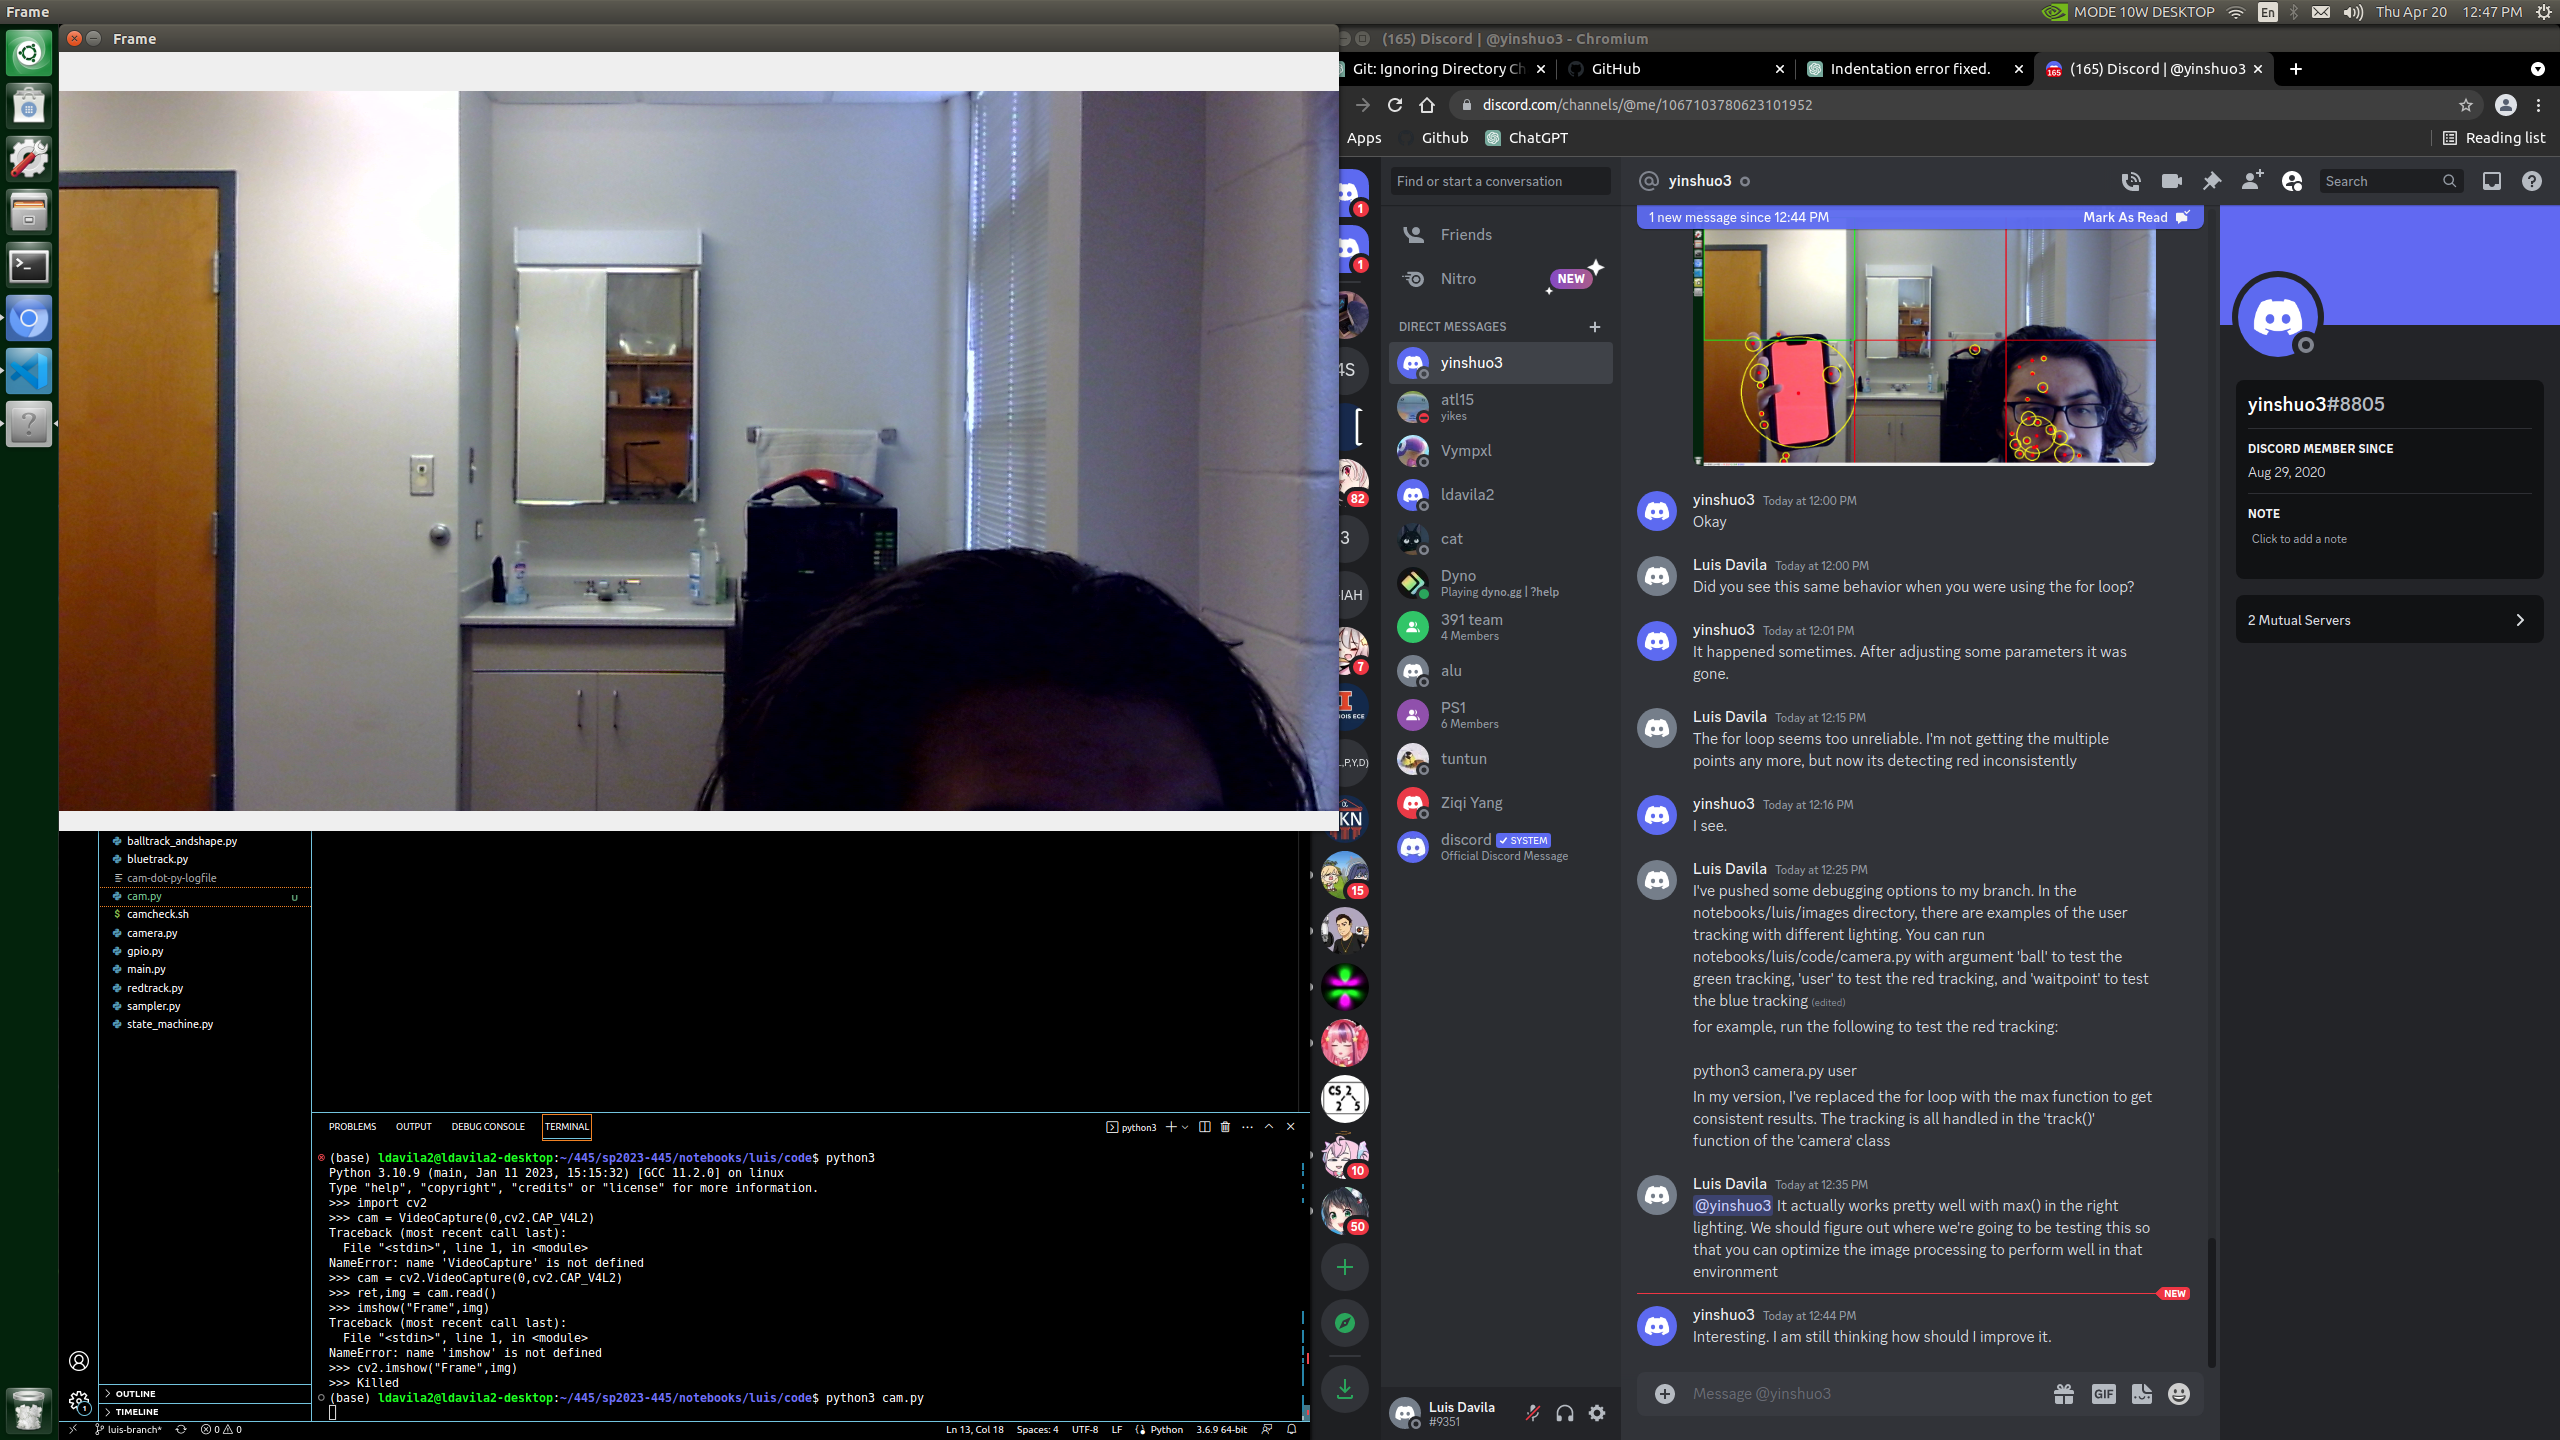 Frame
MODE 10W DESKTOP
En
Thu Apr 20
12:47 PM
Frame
(165) Discord | @yinshuo3 - Chromium
Git: Ignoring Directory Ch
GitHub
Indentation error fixed.
(165) Discord | @yinshuo3
discord.com/channels/@me/1067103780623101952
Apps
Github
ChatGPT
Reading list
Find or start a conversation
yinshuo3
Search
1 new message since 12:44 PM
Mark As Read
Friends
Nitro
NEW
DIRECT MESSAGES
yinshuo3
atl15
yikes
Vympxl
ldavila2
cat
Dyno
Playing dyno.gg | ?help
391 team
4 Members
alu
PS1
6 Members
tuntun
Ziqi Yang
discord
SYSTEM
Official Discord Message
1
1
4S
82
3
IAH
7
I
OIS ECE
,P,Y,D)
KN
15
CS 2
2 5
10
50
Luis Davila
#9351
yinshuo3 Today at 12:00 PM
Okay
Luis Davila Today at 12:00 PM
Did you see this same behavior when you were using the for loop?
yinshuo3 Today at 12:01 PM
It happened sometimes. After adjusting some parameters it was
gone.
Luis Davila Today at 12:15 PM
The for loop seems too unreliable. I'm not getting the multiple
points any more, but now its detecting red inconsistently
yinshuo3 Today at 12:16 PM
I see.
Luis Davila Today at 12:25 PM
I've pushed some debugging options to my branch. In the
notebooks/luis/images directory, there are examples of the user
tracking with different lighting. You can run
notebooks/luis/code/camera.py with argument 'ball' to test the
green tracking, 'user' to test the red tracking, and 'waitpoint' to test
the blue tracking (edited)
for example, run the following to test the red tracking:
python3 camera.py user
In my version, I've replaced the for loop with the max function to get
consistent results. The tracking is all handled in the 'track()'
function of the 'camera' class
Luis Davila Today at 12:35 PM
@yinshuo3 It actually works pretty well with max() in the right
lighting. We should figure out where we're going to be testing this so
that you can optimize the image processing to perform well in that
environment
NEW
yinshuo3 Today at 12:44 PM
Interesting. I am still thinking how should I improve it.
Message @yinshuo3
GIF
yinshuo3#8805
DISCORD MEMBER SINCE
Aug 29, 2020
NOTE
Click to add a note
2 Mutual Servers
balltrack_andshape.py
bluetrack.py
cam-dot-py-logfile
cam.py
U
camcheck.sh
camera.py
gpio.py
main.py
redtrack.py
sampler.py
state_machine.py
OUTLINE
TIMELINE
PROBLEMS
OUTPUT
DEBUG CONSOLE
TERMINAL
python3
(base) ldavila2@ldavila2-desktop:~/445/sp2023-445/notebooks/luis/code$ python3
Python 3.10.9 (main, Jan 11 2023, 15:15:32) [GCC 11.2.0] on linux
Type "help", "copyright", "credits" or "license" for more information.
>>> import cv2
>>> cam = VideoCapture(0,cv2.CAP_V4L2)
Traceback (most recent call last):
File "<stdin>", line 1, in <module>
NameError: name 'VideoCapture' is not defined
>>> cam = cv2.VideoCapture(0,cv2.CAP_V4L2)
>>> ret,img = cam.read()
>>> imshow("Frame",img)
Traceback (most recent call last):
File "<stdin>", line 1, in <module>
NameError: name 'imshow' is not defined
>>> cv2.imshow("Frame",img)
>>> Killed
(base) ldavila2@ldavila2-desktop:~/445/sp2023-445/notebooks/luis/code$ python3 cam.py
luis-branch*
0
0
Ln 13, Col 18
Spaces: 4
UTF-8
LF
Python
3.6.9 64-bit